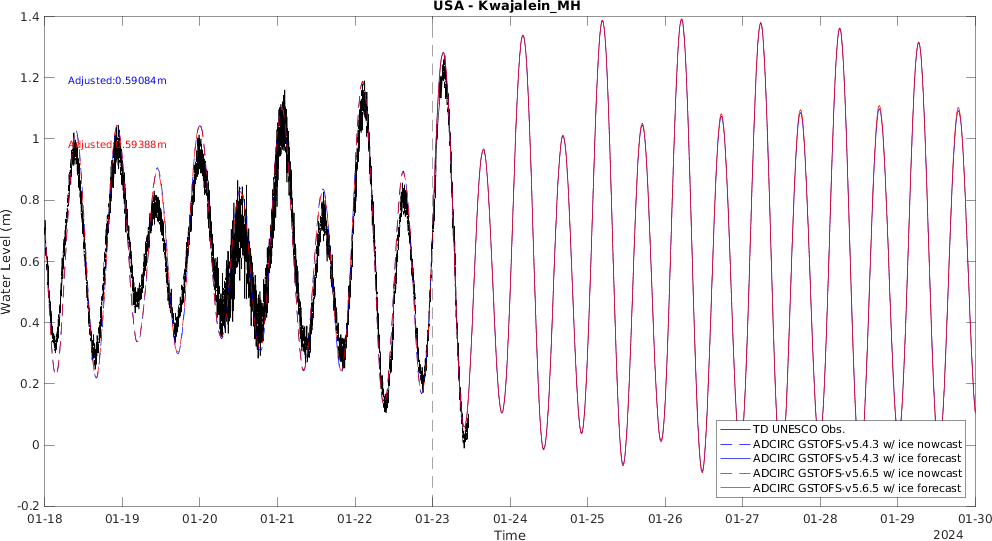 USA - Kwajalein_MH
1.4
1.2
1
0.8
0.6
0.4
0.2
0
-0.2
Water Level (m)
Adjusted:0.59084m
Adjusted:0.59388m
TD UNESCO Obs.
ADCIRC GSTOFS-v5.4.3 w/ ice nowcast
ADCIRC GSTOFS-v5.4.3 w/ ice forecast
ADCIRC GSTOFS-v5.6.5 w/ ice nowcast
ADCIRC GSTOFS-v5.6.5 w/ ice forecast
01-18 01-19 01-20 01-21 01-22 01-23 01-24 01-25 01-26 01-27 01-28 01-29 01-30
Time
2024